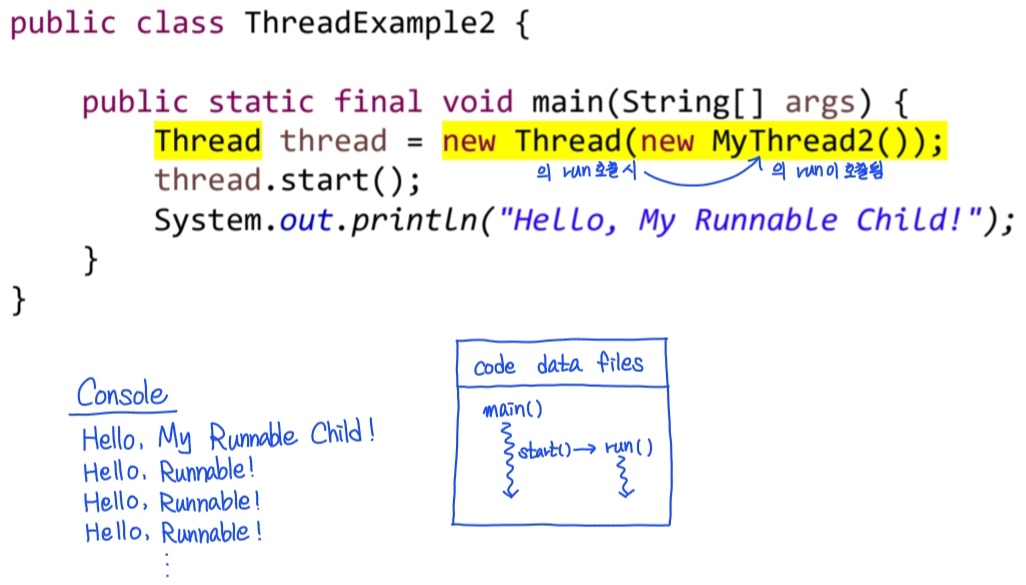 public class ThreadExample2 {
public static final void main(String[] args) {
Thread thread = new Thread(new MyThread2());
의 run 호출 시 의 run이 호출됨
thread.start();
System.out.println("Hello, My Runnable Child!");
}
}
Console
Hello, My Runnable Child!
Hello, Runnable!
Hello, Runnable!
Hello, Runnable!
⋮
code data files
main()
start() → run()